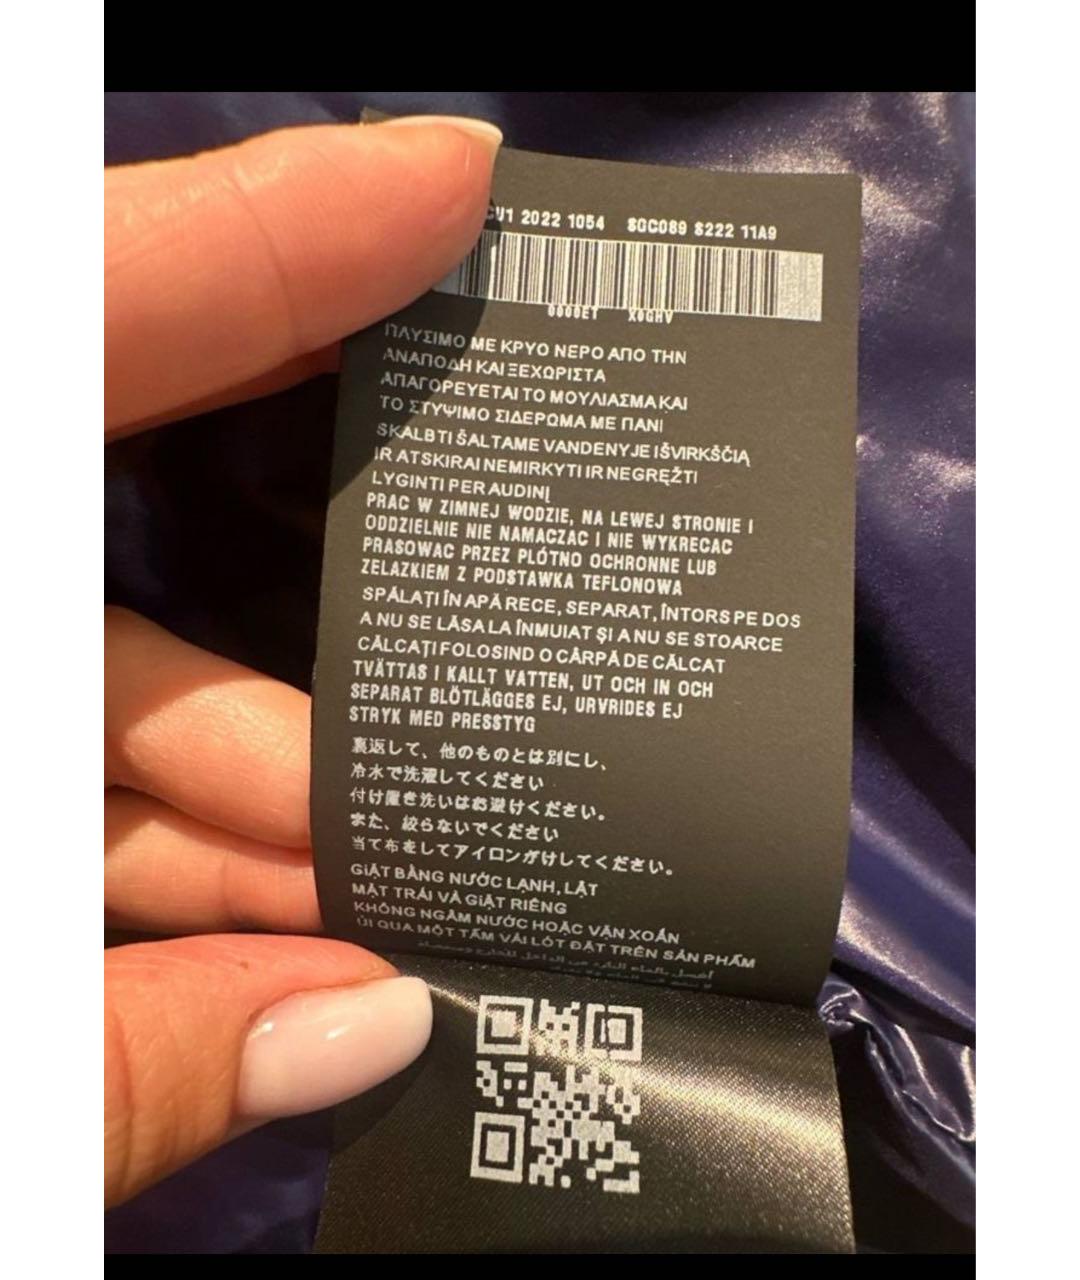 2022 1054 SGC089 S222 11A9
0000ET X0GHV
ΠΛΥΣΙΜΟ ΜΕ ΚΡΥΟ ΝΕΡΟ ΑΠΟ ΤΗΝ
ΑΝΑΠΟΔΗ ΚΑΙ ΞΕΧΩΡΙΣΤΑ
ΑΠΑΓΟΡΕΥΕΤΑΙ ΤΟ ΜΟΥΛΙΑΣΜΑ ΚΑΙ
ΤΟ ΣΤΥΨΙΜΟ ΣΙΔΕΡΩΜΑ ΜΕ ΠΑΝΙ
SKALBTI ŠALTAME VANDENYJE IŠVIRKŠČIĄ
IR ATSKIRAI NEMIRKYTI IR NEGRĘŽTI
LYGINTI PER AUDINĮ
PRAC W ZIMNEJ WODZIE, NA LEWEJ STRONIE I
ODDZIELNIE NIE NAMACZAC I NIE WYKRECAC
PRASOWAC PRZEZ PLÓTNO OCHRONNE LUB
ZELAZKIEM Z PODSTAWKA TEFLONOWA
SPĂLAȚI ÎN APĂ RECE, SEPARAT, ÎNTORS PE DOS
A NU SE LĂSA LA ÎNMUIAT ȘI A NU SE STOARCE
CĂLCAȚI FOLOSIND O CÂRPĂ DE CĂLCAT
TVÄTTAS I KALLT VATTEN, UT OCH IN OCH
SEPARAT BLÖTLÄGGES EJ, URVRIDES EJ
STRYK MED PRESSTYG
裏返して、他のものとは別にし、
冷水で洗濯してください
付け置き洗いはお避けください。
また、絞らないでください
当て布をしてアイロンがけしてください。
GIẶT BẰNG NƯỚC LẠNH, LẬT
MẶT TRÁI VÀ GIẶT RIÊNG
KHÔNG NGÂM NƯỚC HOẶC VẶN XOẮN
ỦI QUA MỘT TẤM VẢI LÓT ĐẶT TRÊN SẢN PHẨM